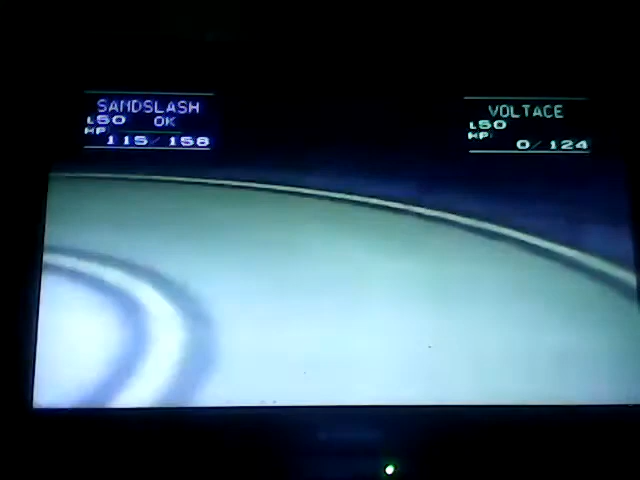 SANDSLASH
L50 OK
HP
115/158
VOLTACE
L50
HP
0/124